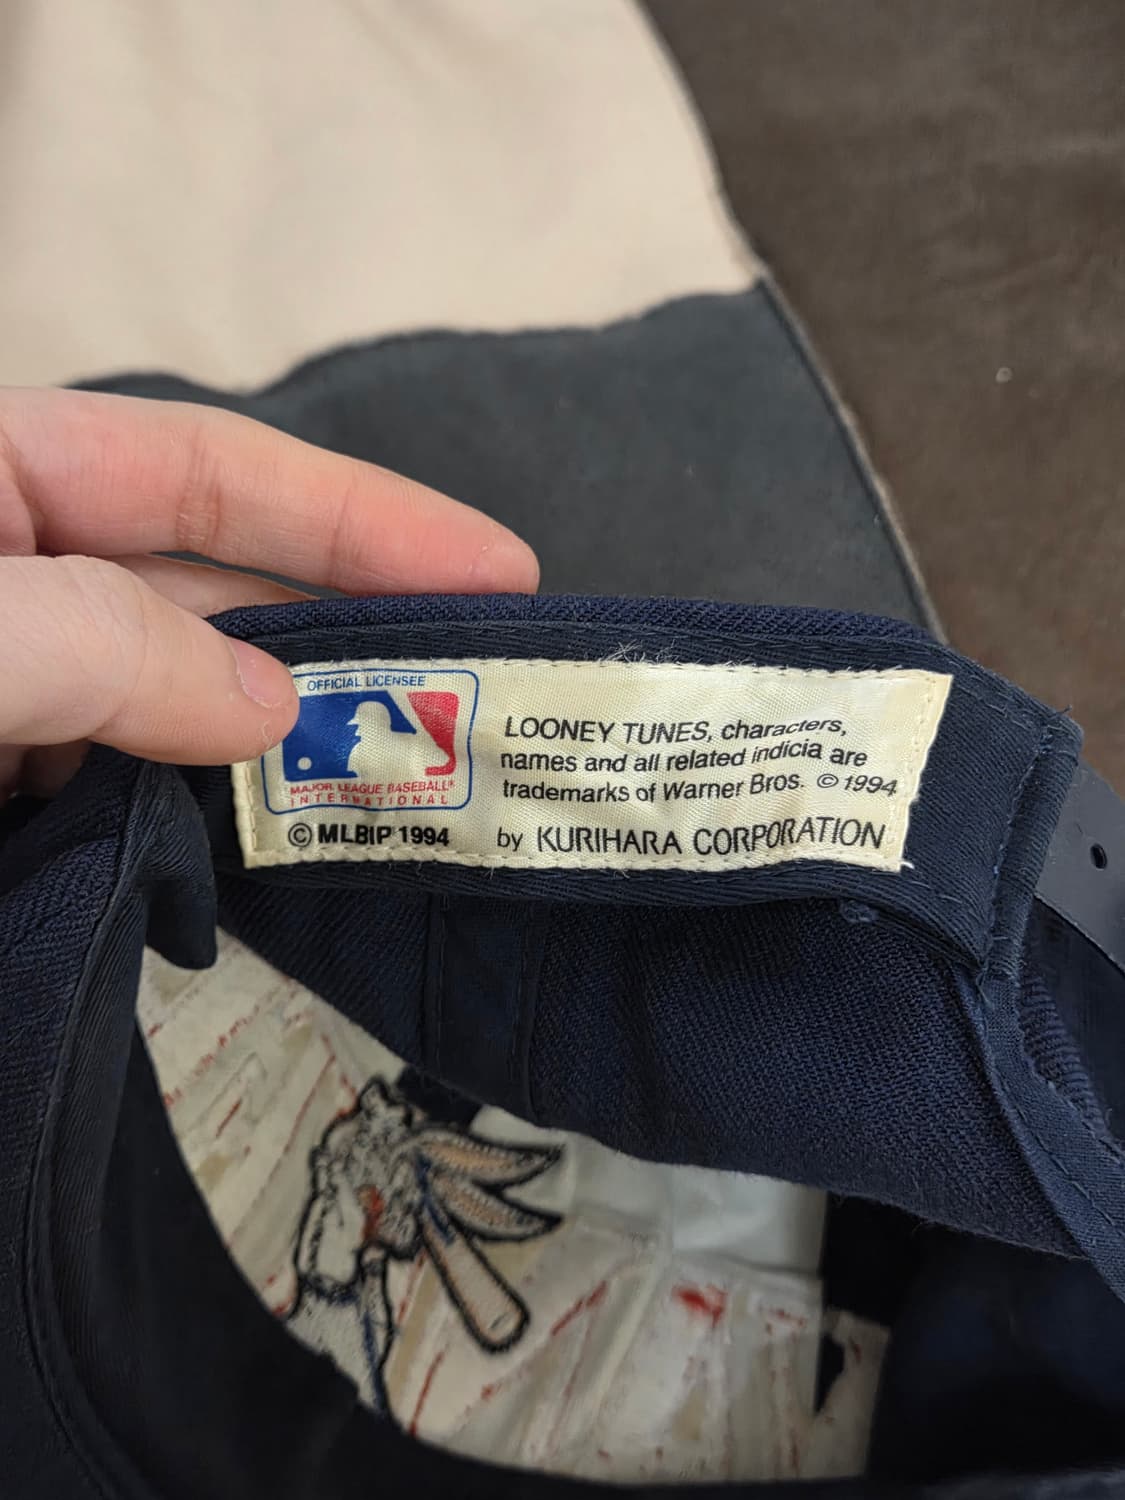 OFFICIAL LICENSEE
MAJOR LEAGUE BASEBALL®
INTERNATIONAL
© MLBIP 1994
LOONEY TUNES, characters,
names and all related indicia are
trademarks of Warner Bros. © 1994
by KURIHARA CORPORATION